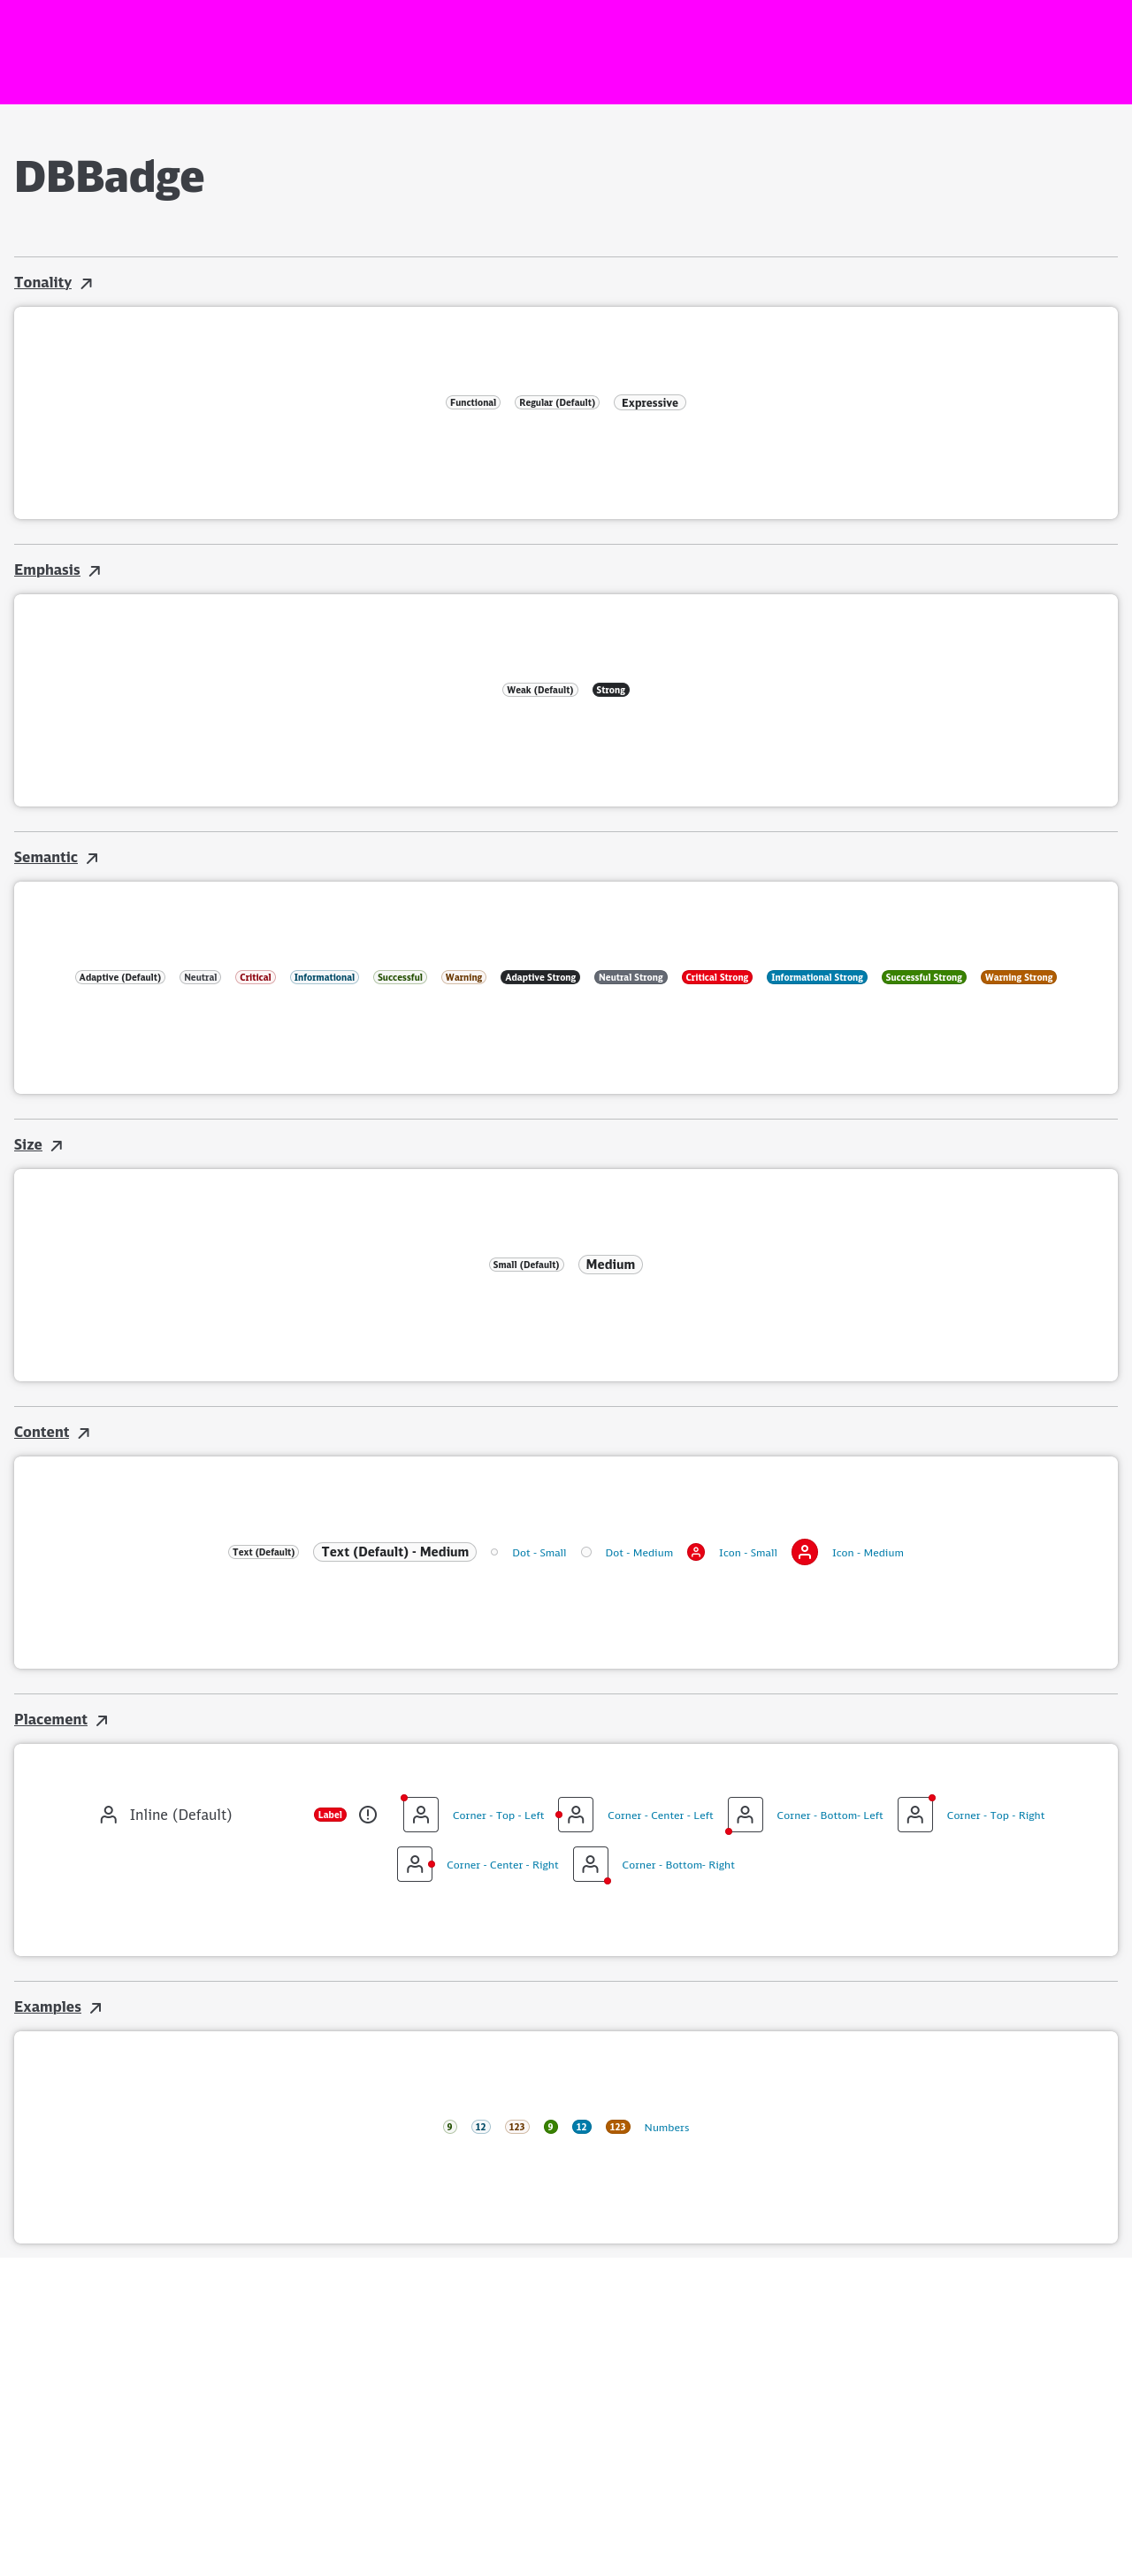 DBBadge
Tonality
Functional Regular (Default) Expressive
Emphasis
Weak (Default) Strong
Semantic
Adaptive (Default) Neutral Critical Informational Successful Warning Adaptive Strong Neutral Strong Critical Strong Informational Strong Successful Strong Warning Strong
Size
Small (Default) Medium
Content
Text (Default) Text (Default) - Medium Dot - Small Dot - Medium Icon - Small Icon - Medium
Placement
Inline (Default) Label Corner - Top - Left Corner - Center - Left Corner - Bottom- Left Corner - Top - Right
Corner - Center - Right Corner - Bottom- Right
Examples
9 12 123 9 12 123 Numbers